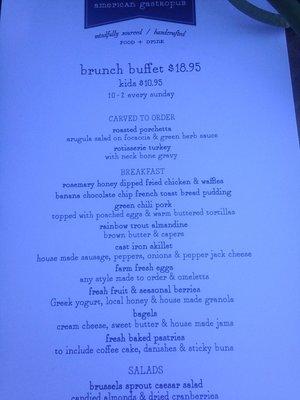 american gastropub
mindfully sourced / handcrafted
FOOD + DRINK
brunch buffet $18.95
kids $10.95
10-2 every sunday
CARVED TO ORDER
roasted porchetta
arugula salad on focaccia & green herb sauce
rotisserie turkey
with neck bone gravy
BREAKFAST
rosemary honey dipped fried chicken & waffles
banana chocolate chip french toast bread pudding
green chili pork
topped with poached eggs & warm buttered tortillas
rainbow trout almandine
brown butter & capers
cast iron skillet
house made sausage, peppers, onions & pepper jack cheese
farm fresh eggs
any style made to order & omeletts
fresh fruit & seasonal berries
Greek yogurt, local honey & house made granola
bagels
cream cheese, sweet butter & house made jams
fresh baked pastries
to include coffee cake, danishes & sticky buns
SALADS
brussels sprout caesar salad
candied almonds & dried cranberries